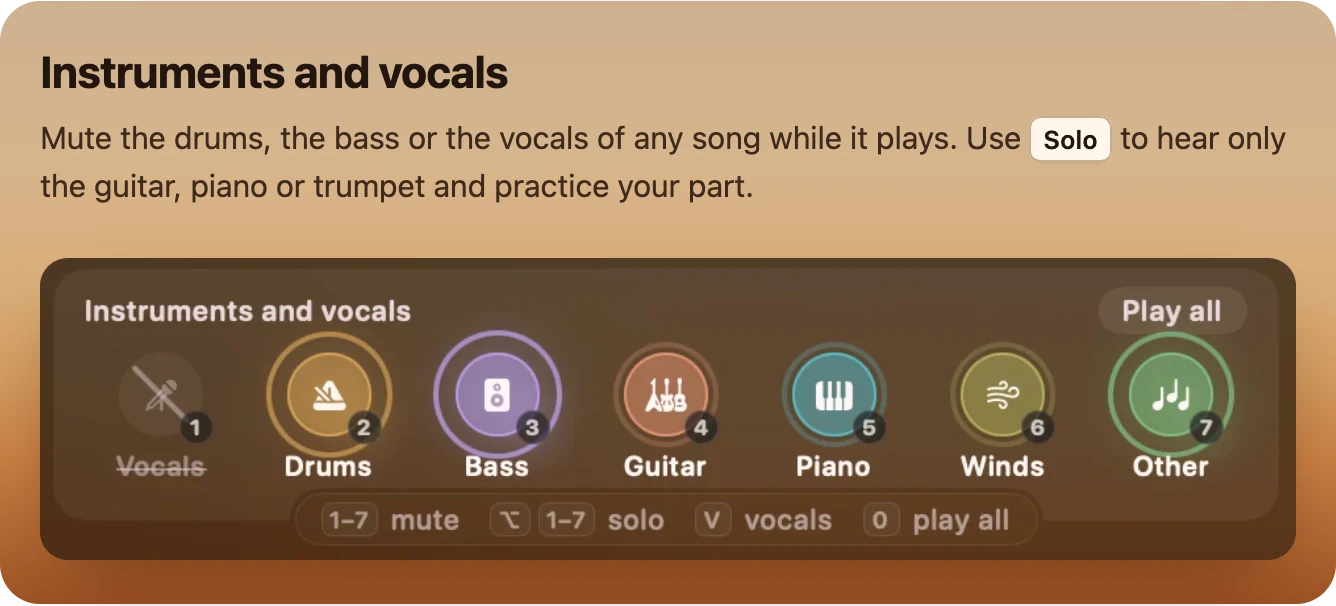 Instruments and vocals
Mute the drums, the bass or the vocals of any song while it plays. Use Solo to hear only
the guitar, piano or trumpet and practice your part.
Instruments and vocals Play all
1 2 3 4 5 6 7
Vocals Drums Bass Guitar Piano Winds Other
1–7 mute ⌥ 1–7 solo V vocals 0 play all